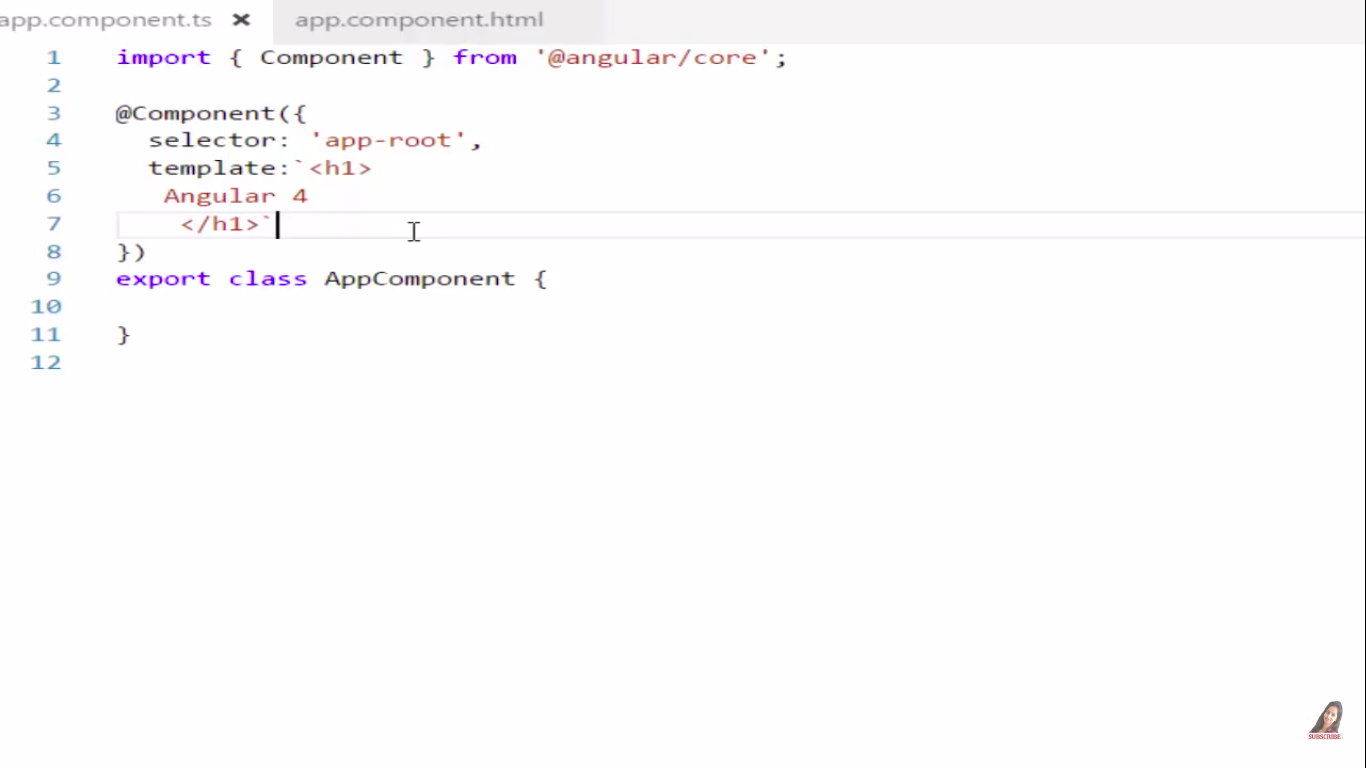 app.component.ts × app.component.html
1 import { Component } from '@angular/core';
2
3 @Component({
4   selector: 'app-root',
5   template:`<h1>
6    Angular 4
7     </h1>`
8 })
9 export class AppComponent {
10
11 }
12
SUBSCRIBE